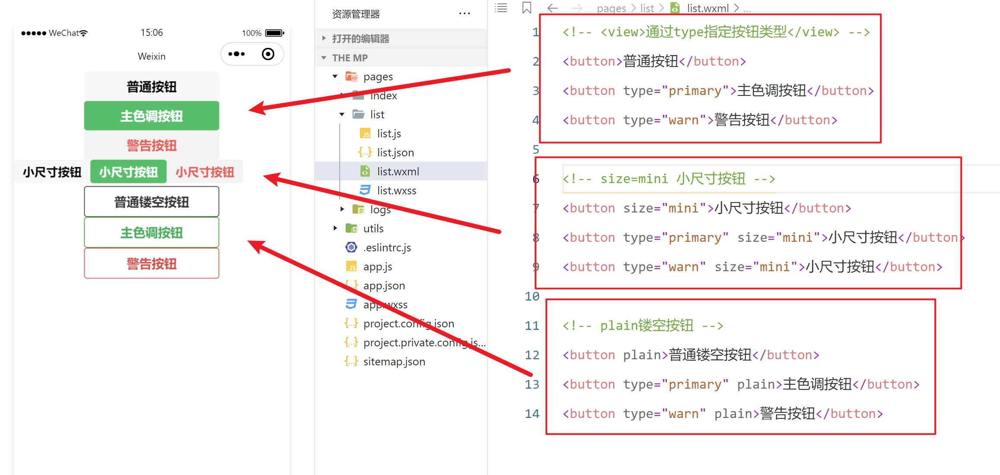 WeChat
15:06
100%
Weixin
普通按钮
主色调按钮
警告按钮
小尺寸按钮 小尺寸按钮 小尺寸按钮
普通镂空按钮
主色调按钮
警告按钮
资源管理器 ...
打开的编辑器
THE MP
pages
index
list
list.js
list.json
list.wxml
list.wxss
logs
utils
.eslintrc.js
app.js
app.json
app.wxss
project.config.json
project.private.config.js...
sitemap.json
pages > list > list.wxml > ...
1 <!-- <view>通过type指定按钮类型</view> -->
2 <button>普通按钮</button>
3 <button type="primary">主色调按钮</button>
4 <button type="warn">警告按钮</button>
5
6 <!-- size=mini 小尺寸按钮 -->
7 <button size="mini">小尺寸按钮</button>
8 <button type="primary" size="mini">小尺寸按钮</button>
9 <button type="warn" size="mini">小尺寸按钮</button>
10
11 <!-- plain镂空按钮 -->
12 <button plain>普通镂空按钮</button>
13 <button type="primary" plain>主色调按钮</button>
14 <button type="warn" plain>警告按钮</button>